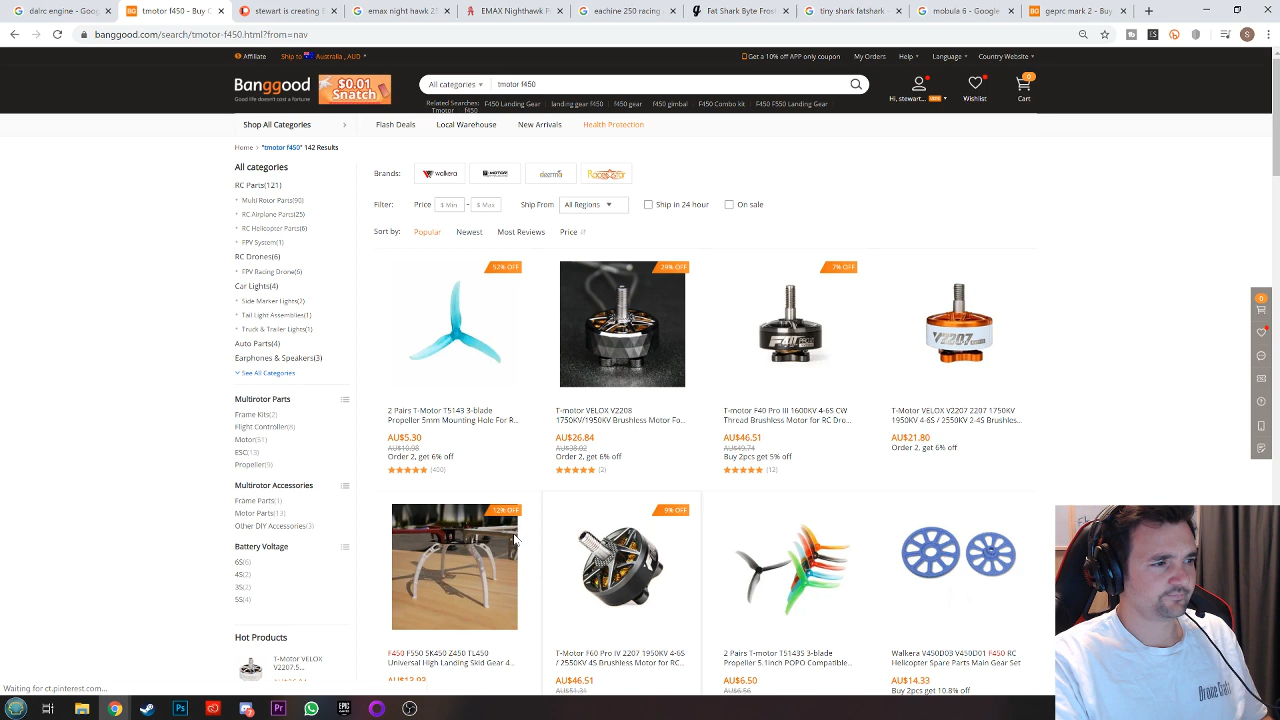 dalrc engine - Goog
tmotor f450 - Buy C
stewart is creating F
emax night hawk 25
EMAX Nighthawk P
eachine 250 racing
Fat Shark Byte Frost
tiny shark fatshark -
mobula 6 - Google
geprc mark 2 - Buy
banggood.com/search/tmotor-f450.html?from=nav
Affiliate Ship to Australia , AUD
Get a 10% off APP only coupon My Orders Help Language Country Website
Banggood
Good life doesn't cost a fortune
$0.01
Snatch
All categories tmotor f450
Related Searches: F450 Landing Gear landing gear f450 f450 gear f450 gimbal F450 Combo kit F450 F550 Landing Gear
Tmotor f450
Hi, stewart...
Wishlist
0
Cart
Shop All Categories Flash Deals Local Warehouse New Arrivals Health Protection
Home > "tmotor f450" 142 Results
All categories
RC Parts(121)
Multi Rotor Parts(90)
RC Airplane Parts(25)
RC Helicopter Parts(6)
FPV System(1)
RC Drones(6)
FPV Racing Drone(6)
Car Lights(4)
Side Marker Lights(2)
Tail Light Assemblies(1)
Truck & Trailer Lights(1)
Auto Parts(4)
Earphones & Speakers(3)
See All Categories
Multirotor Parts
Frame Kits(2)
Flight Controller(8)
Motor(51)
ESC(13)
Propeller(9)
Multirotor Accessories
Frame Parts(1)
Motor Parts(13)
Other DIY Accessories(3)
Battery Voltage
6S(6)
4S(2)
3S(2)
5S(4)
Hot Products
T-Motor VELOX
V2207.5...
Brands: walkera T-MOTOR
Filter: Price $ Min - $ Max Ship From All Regions Ship in 24 hour On sale
Sort by: Popular Newest Most Reviews Price
52% OFF
2 Pairs T-Motor T5143 3-blade
Propeller 5mm Mounting Hole For R...
AU$5.30
AU$10.98
Order 2, get 6% off
(400)
29% OFF
T-motor VELOX V2208
1750KV/1950KV Brushless Motor Fo...
AU$26.84
AU$38.02
Order 2, get 6% off
(2)
7% OFF
F40 PRO III
T-motor F40 Pro III 1600KV 4-6S CW
Thread Brushless Motor for RC Dro...
AU$46.51
AU$49.74
Buy 2pcs get 5% off
(12)
V2207
T-Motor VELOX V2207 2207 1750KV
1950KV 4-6S / 2550KV 2-4S Brushles...
AU$21.80
Order 2, get 6% off
12% OFF
F450 F550 SK450 Z450 TL450
Universal High Landing Skid Gear 4...
AU$13.93
9% OFF
T-Motor F60 Pro IV 2207 1950KV 4-6S
/ 2550KV 4S Brushless Motor for RC...
AU$46.51
AU$51.31
2 Pairs T-motor T5143S 3-blade
Propeller 5.1inch POPO Compatible...
AU$6.50
AU$6.56
Walkera V450D03 V450D01 F450 RC
Helicopter Spare Parts Main Gear Set
AU$14.33
Buy 2pcs get 10.8% off
0
Waiting for ct.pinterest.com...